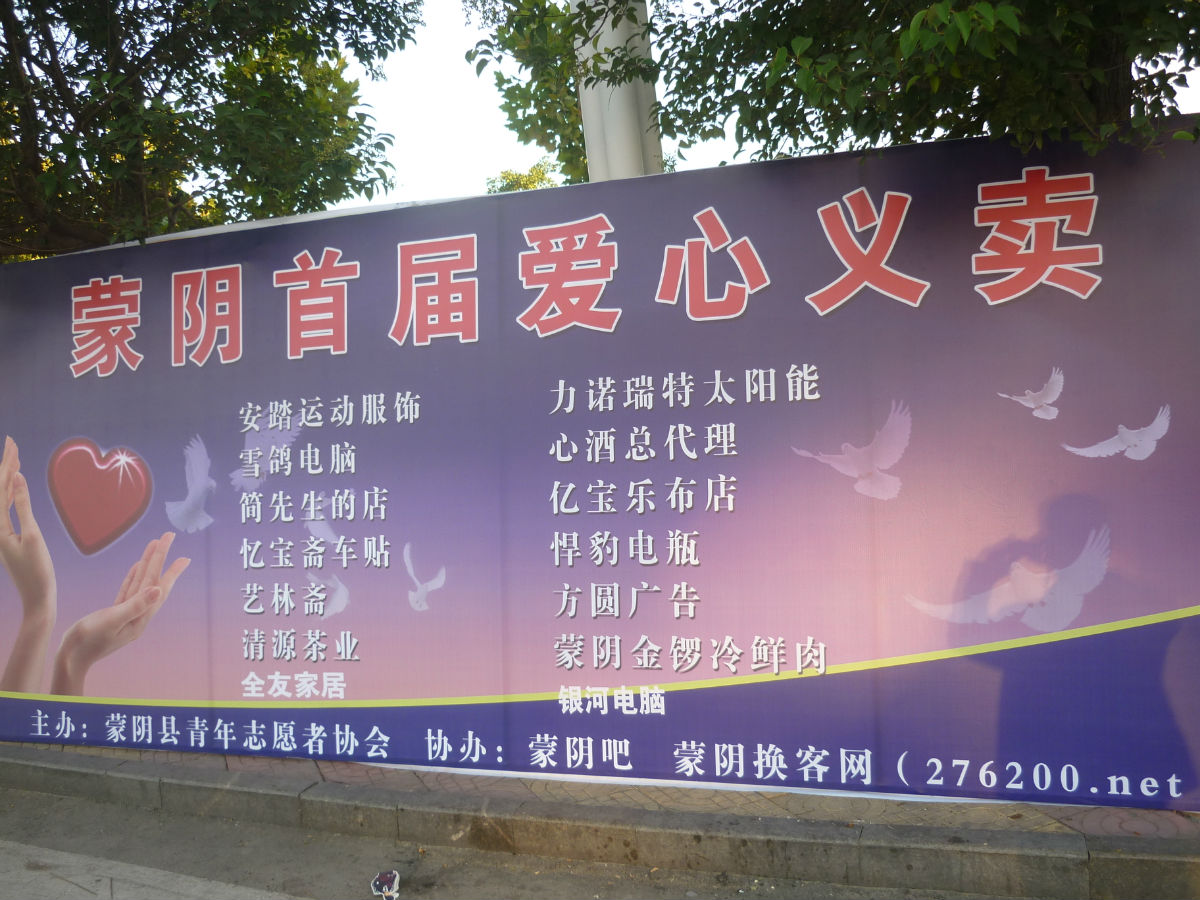 蒙阴首届爱心义卖
安踏运动服饰
雪鸽电脑
简先生的店
忆宝斋车贴
艺林斋
清源茶业
全友家居
力诺瑞特太阳能
心酒总代理
亿宝乐布店
悍豹电瓶
方圆广告
蒙阴金锣冷鲜肉
银河电脑
主办：蒙阴县青年志愿者协会 协办：蒙阴吧 蒙阴换客网（276200.net